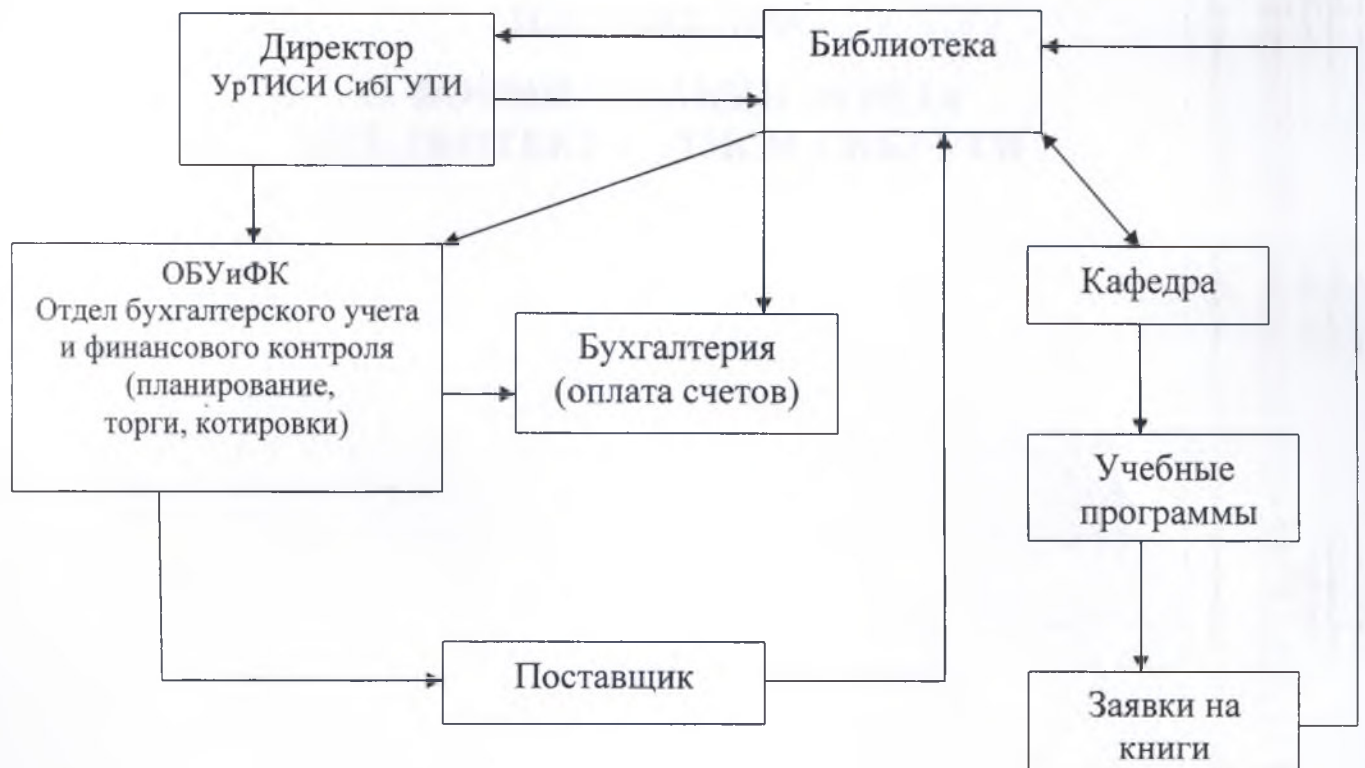 Директор
УрТИСИ СибГУТИ
Библиотека
ОБУиФК
Отдел бухгалтерского учета
и финансового контроля
(планирование,
торги, котировки)
Бухгалтерия
(оплата счетов)
Кафедра
Учебные
программы
Поставщик
Заявки на
книги